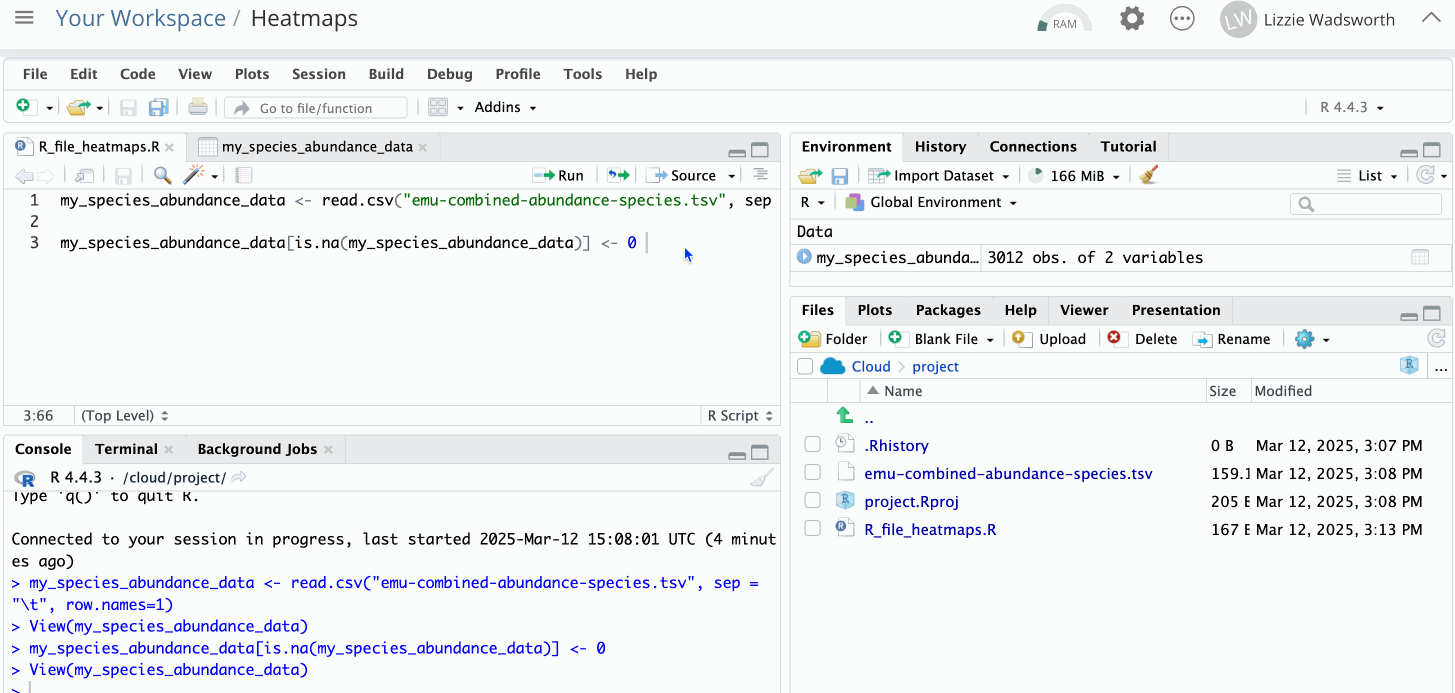 Your Workspace / Heatmaps
RAM
LW
Lizzie Wadsworth
File Edit Code View Plots Session Build Debug Profile Tools Help
Go to file/function
Addins
R 4.4.3
R_file_heatmaps.R
my_species_abundance_data
Run
Source
1 my_species_abundance_data <- read.csv("emu-combined-abundance-species.tsv", sep
2
3 my_species_abundance_data[is.na(my_species_abundance_data)] <- 0
3:66
(Top Level)
R Script
Console
Terminal
Background Jobs
R 4.4.3 · /cloud/project/
Type 'q()' to quit R.
Connected to your session in progress, last started 2025-Mar-12 15:08:01 UTC (4 minut
es ago)
> my_species_abundance_data <- read.csv("emu-combined-abundance-species.tsv", sep =
"\t", row.names=1)
> View(my_species_abundance_data)
> my_species_abundance_data[is.na(my_species_abundance_data)] <- 0
> View(my_species_abundance_data)
>
Environment History Connections Tutorial
Import Dataset
166 MiB
List
R
Global Environment
Data
my_species_abunda… 3012 obs. of 2 variables
Files Plots Packages Help Viewer Presentation
Folder Blank File Upload Delete Rename
Cloud project
R
...
Name Size Modified
..
.Rhistory 0 B Mar 12, 2025, 3:07 PM
emu-combined-abundance-species.tsv 159.1 Mar 12, 2025, 3:08 PM
project.Rproj 205 B Mar 12, 2025, 3:08 PM
R_file_heatmaps.R 167 B Mar 12, 2025, 3:13 PM